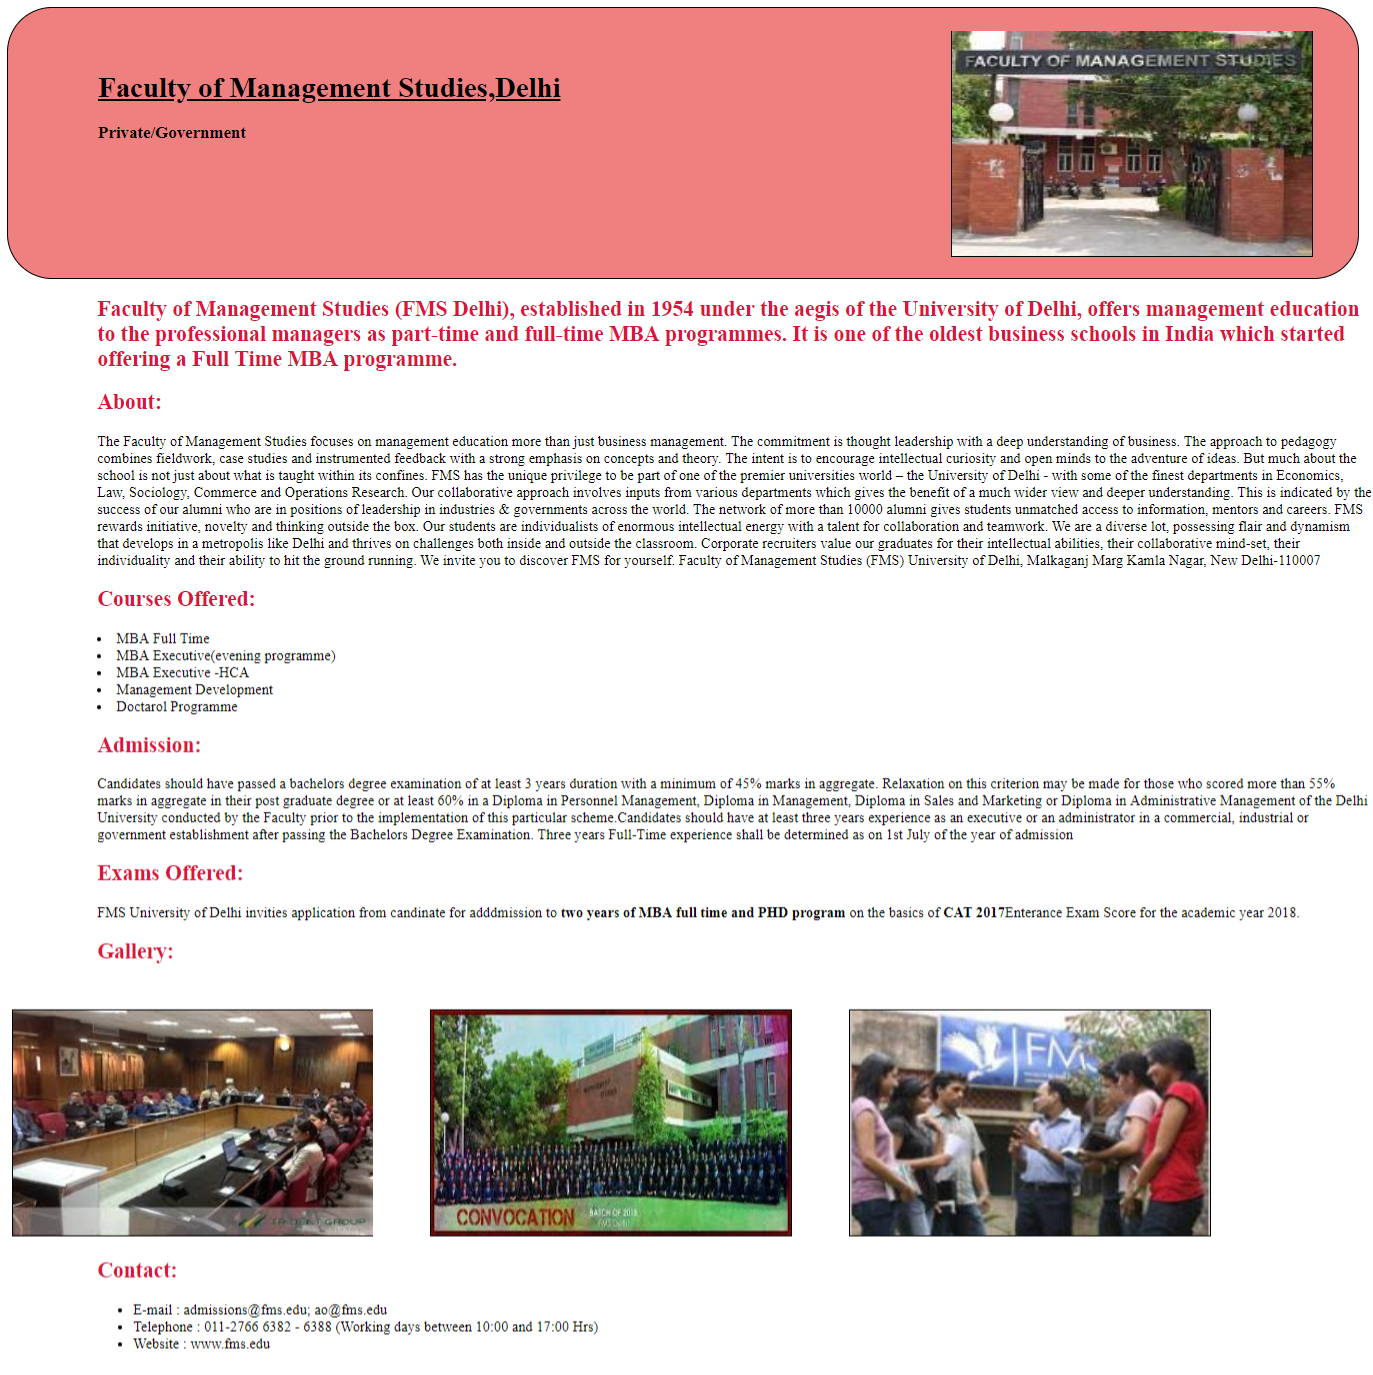 Faculty of Management Studies,Delhi
Private/Government
FACULTY OF MANAGEMENT STUDIES
Faculty of Management Studies (FMS Delhi), established in 1954 under the aegis of the University of Delhi, offers management education
to the professional managers as part-time and full-time MBA programmes. It is one of the oldest business schools in India which started
offering a Full Time MBA programme.
About:
The Faculty of Management Studies focuses on management education more than just business management. The commitment is thought leadership with a deep understanding of business. The approach to pedagogy
combines fieldwork, case studies and instrumented feedback with a strong emphasis on concepts and theory. The intent is to encourage intellectual curiosity and open minds to the adventure of ideas. But much about the
school is not just about what is taught within its confines. FMS has the unique privilege to be part of one of the premier universities world – the University of Delhi - with some of the finest departments in Economics,
Law, Sociology, Commerce and Operations Research. Our collaborative approach involves inputs from various departments which gives the benefit of a much wider view and deeper understanding. This is indicated by the
success of our alumni who are in positions of leadership in industries & governments across the world. The network of more than 10000 alumni gives students unmatched access to information, mentors and careers. FMS
rewards initiative, novelty and thinking outside the box. Our students are individualists of enormous intellectual energy with a talent for collaboration and teamwork. We are a diverse lot, possessing flair and dynamism
that develops in a metropolis like Delhi and thrives on challenges both inside and outside the classroom. Corporate recruiters value our graduates for their intellectual abilities, their collaborative mind-set, their
individuality and their ability to hit the ground running. We invite you to discover FMS for yourself. Faculty of Management Studies (FMS) University of Delhi, Malkaganj Marg Kamla Nagar, New Delhi-110007
Courses Offered:
• MBA Full Time
• MBA Executive(evening programme)
• MBA Executive -HCA
• Management Development
• Doctarol Programme
Admission:
Candidates should have passed a bachelors degree examination of at least 3 years duration with a minimum of 45% marks in aggregate. Relaxation on this criterion may be made for those who scored more than 55%
marks in aggregate in their post graduate degree or at least 60% in a Diploma in Personnel Management, Diploma in Management, Diploma in Sales and Marketing or Diploma in Administrative Management of the Delhi
University conducted by the Faculty prior to the implementation of this particular scheme.Candidates should have at least three years experience as an executive or an administrator in a commercial, industrial or
government establishment after passing the Bachelors Degree Examination. Three years Full-Time experience shall be determined as on 1st July of the year of admission
Exams Offered:
FMS University of Delhi invities application from candinate for adddmission to two years of MBA full time and PHD program on the basics of CAT 2017Enterance Exam Score for the academic year 2018.
Gallery:
TRIDENT GROUP
CONVOCATION
BATCH OF 2018
FMS Delhi
FM
Contact:
• E-mail : admissions@fms.edu; ao@fms.edu
• Telephone : 011-2766 6382 - 6388 (Working days between 10:00 and 17:00 Hrs)
• Website : www.fms.edu